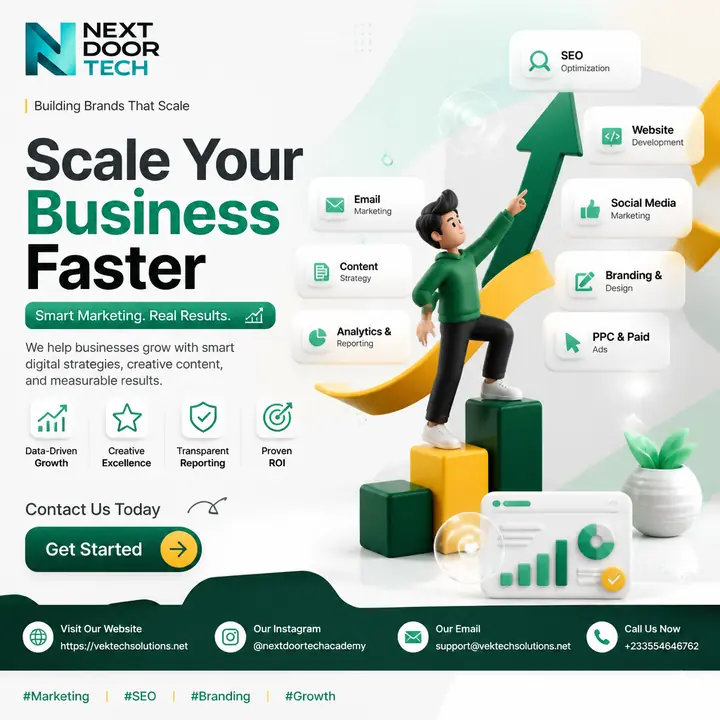 NEXT
DOOR
TECH
Building Brands That Scale
Scale Your
Business
Faster
Smart Marketing. Real Results.
We help businesses grow with smart
digital strategies, creative content,
and measurable results.
Data-Driven
Growth
Creative
Excellence
Transparent
Reporting
Proven
ROI
Contact Us Today
Get Started
SEO
Optimization
Website
Development
Email
Marketing
Social Media
Marketing
Content
Strategy
Branding &
Design
Analytics &
Reporting
PPC & Paid
Ads
Visit Our Website
https://vektechsolutions.net
Our Instagram
@nextdoortechacademy
Our Email
support@vektechsolutions.net
Call Us Now
+233554646762
#Marketing
#SEO
#Branding
#Growth